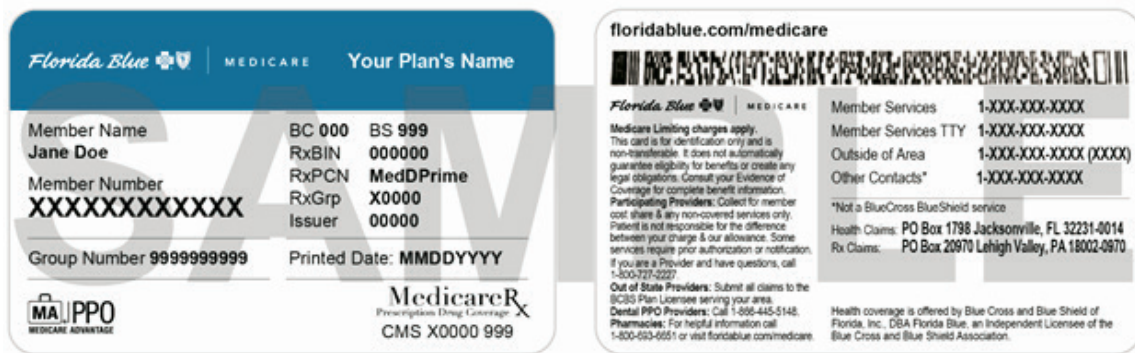 Florida Blue MEDICARE Your Plan's Name
Member Name
Jane Doe
Member Number
XXXXXXXXXXXX
Group Number 9999999999
BC 000 BS 999
RxBIN 000000
RxPCN MedDPrime
RxGrp X0000
Issuer 00000
Printed Date: MMDDYYYY
MA PPO
MEDICARE ADVANTAGE
MedicareRx
Prescription Drug Coverage
CMS X0000 999
floridablue.com/medicare
Florida Blue MEDICARE
Medicare Limiting charges apply.
This card is for identification only and is
non-transferable. It does not automatically
guarantee eligibility for benefits or create any
legal obligations. Consult your Evidence of
Coverage for complete benefit information.
Participating Providers: Collect for member
cost share & any non-covered services only.
Patient is not responsible for the difference
between your charge & our allowance. Some
services require prior authorization or notification.
If you are a Provider and have questions, call
1-800-727-2227.
Out of State Providers: Submit all claims to the
BCBS Plan Licensee serving your area.
Dental PPO Providers: Call 1-866-445-5148.
Pharmacies: For helpful information call
1-800-693-6651 or visit floridablue.com/medicare.
Member Services 1-XXX-XXX-XXXX
Member Services TTY 1-XXX-XXX-XXXX
Outside of Area 1-XXX-XXX-XXXX (XXXX)
Other Contacts* 1-XXX-XXX-XXXX
*Not a BlueCross BlueShield service
Health Claims: PO Box 1798 Jacksonville, FL 32231-0014
Rx Claims: PO Box 20970 Lehigh Valley, PA 18002-0970
Health coverage is offered by Blue Cross and Blue Shield of
Florida, Inc., DBA Florida Blue, an Independent Licensee of the
Blue Cross and Blue Shield Association.
SAMPLE